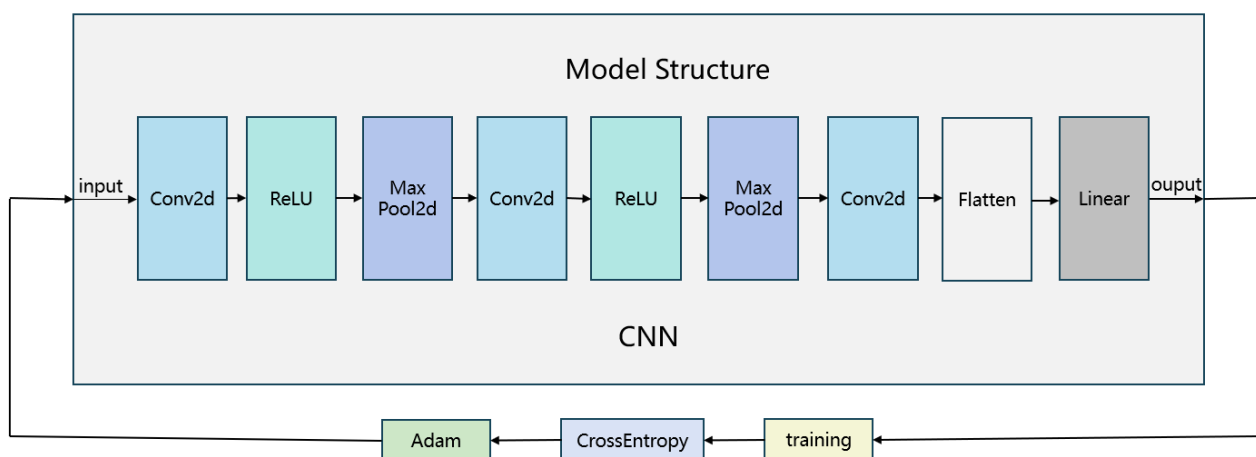 Model Structure
input
Conv2d
ReLU
Max
Pool2d
Conv2d
ReLU
Max
Pool2d
Conv2d
Flatten
Linear
ouput
CNN
Adam
CrossEntropy
training